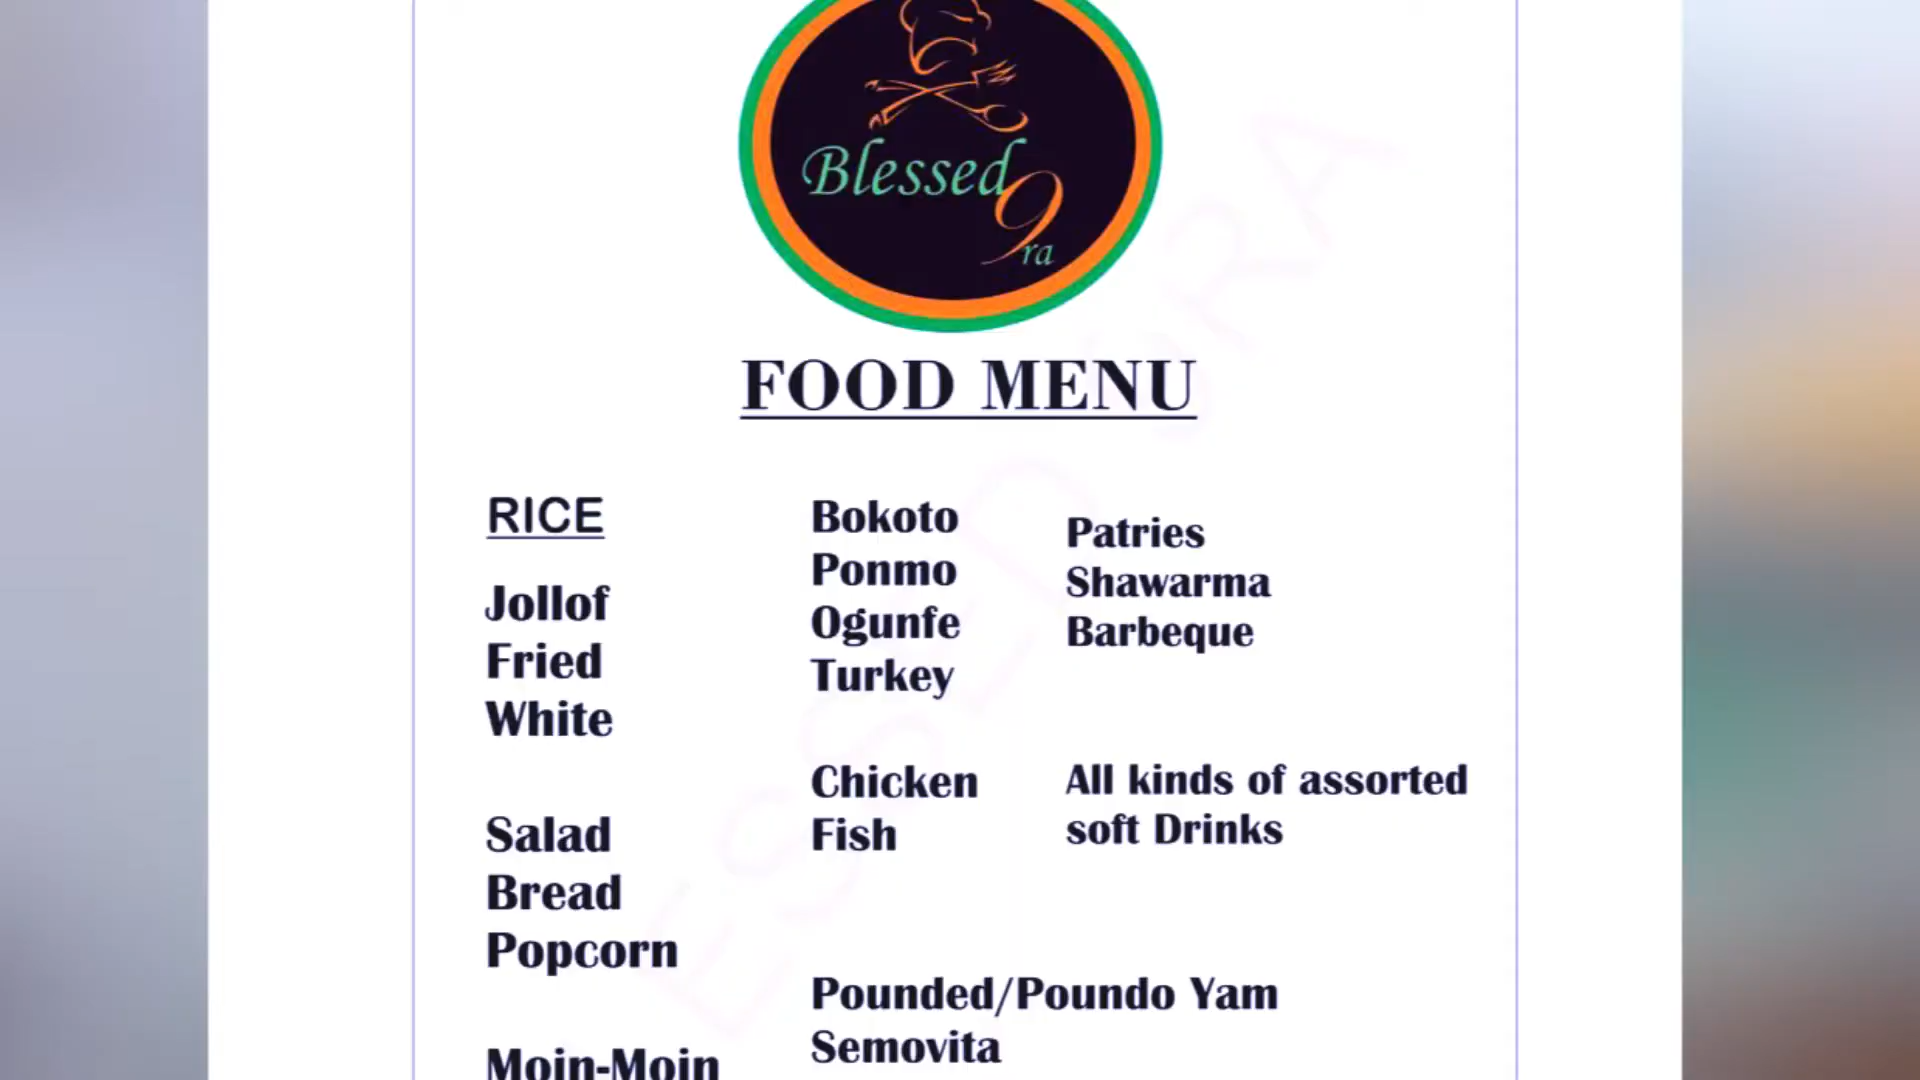 Blessed
9ra
FOOD MENU
RICE
Jollof
Fried
White
Salad
Bread
Popcorn
Moin-Moin
Bokoto
Ponmo
Ogunfe
Turkey
Chicken
Fish
Pounded/Poundo Yam
Semovita
Patries
Shawarma
Barbeque
All kinds of assorted
soft Drinks